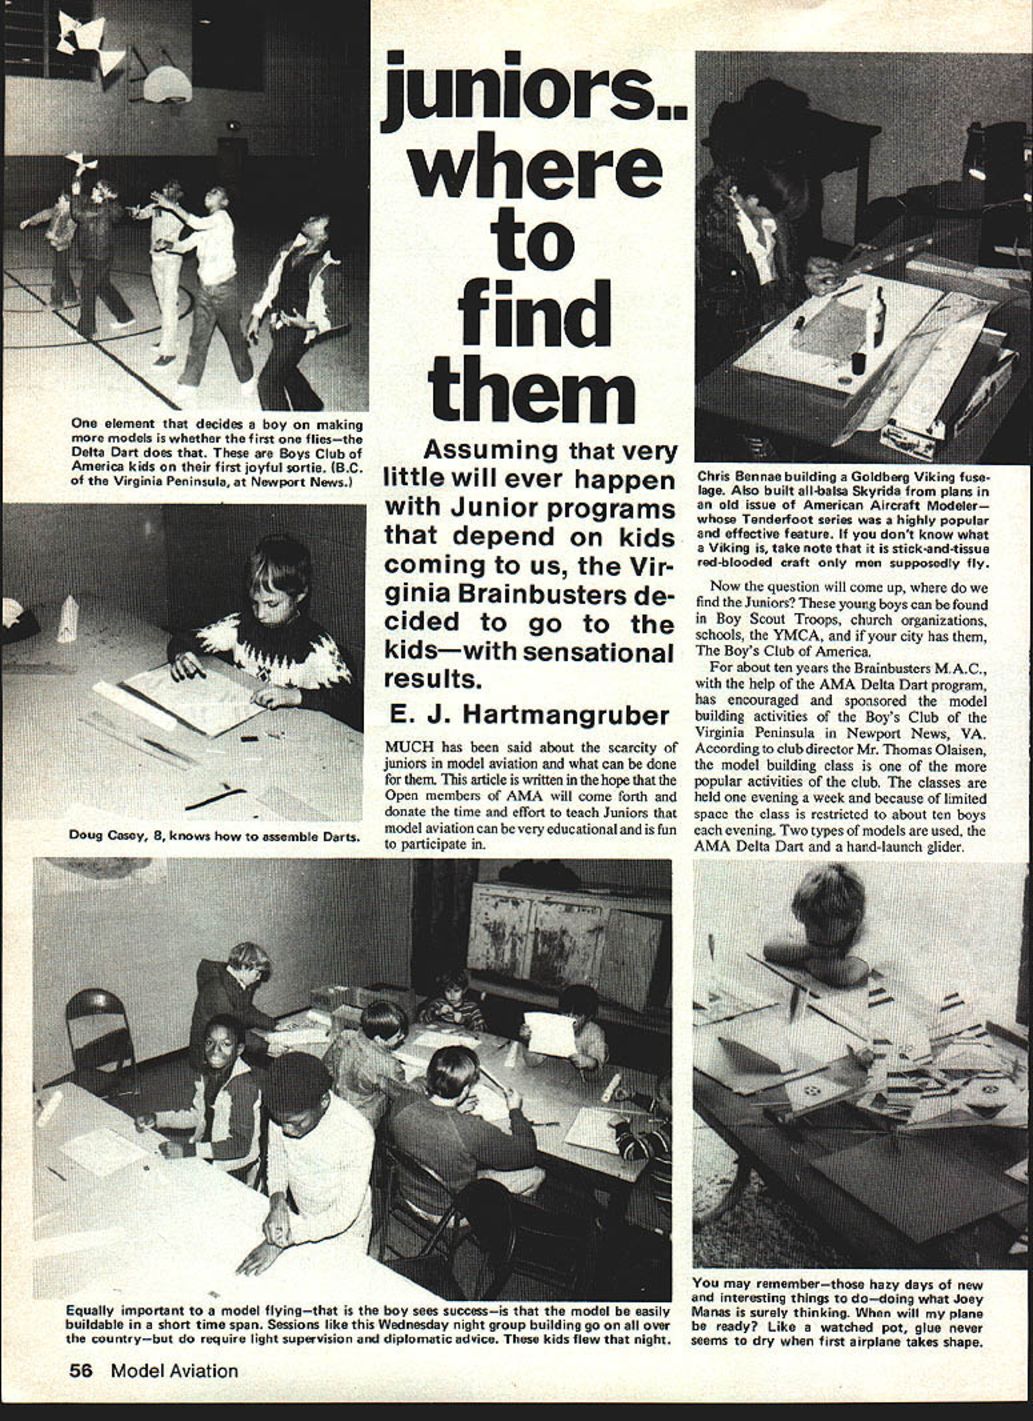 juniors..
where
to
find
them
One element that decides a boy on making
more models is whether the first one flies—the
Delta Dart does that. These are Boys Club of
America kids on their first joyful sortie. (B.C.
of the Virginia Peninsula, at Newport News.)
Doug Casey, 8, knows how to assemble Darts.
Assuming that very
little will ever happen
with Junior programs
that depend on kids
coming to us, the Vir-
ginia Brainbusters de-
cided to go to the
kids—with sensational
results.
E. J. Hartmangruber
MUCH has been said about the scarcity of
juniors in model aviation and what can be done
for them. This article is written in the hope that the
Open members of AMA will come forth and
donate the time and effort to teach Juniors that
model aviation can be very educational and is fun
to participate in.
Chris Bennae building a Goldberg Viking fuse-
lage. Also built all-balsa Skyrida from plans in
an old issue of American Aircraft Modeler—
whose Tenderfoot series was a highly popular
and effective feature. If you don't know what
a Viking is, take note that it is stick-and-tissue
red-blooded craft only men supposedly fly.
Now the question will come up, where do we
find the Juniors? These young boys can be found
in Boy Scout Troops, church organizations,
schools, the YMCA, and if your city has them,
The Boy's Club of America.
For about ten years the Brainbusters M.A.C.,
with the help of the AMA Delta Dart program,
has encouraged and sponsored the model
building activities of the Boy's Club of the
Virginia Peninsula in Newport News, VA.
According to club director Mr. Thomas Olaisen,
the model building class is one of the more
popular activities of the club. The classes are
held one evening a week and because of limited
space the class is restricted to about ten boys
each evening. Two types of models are used, the
AMA Delta Dart and a hand-launch glider.
Equally important to a model flying—that is the boy sees success—is that the model be easily
buildable in a short time span. Sessions like this Wednesday night group building go on all over
the country—but do require light supervision and diplomatic advice. These kids flew that night.
You may remember—those hazy days of new
and interesting things to do—doing what Joey
Manas is surely thinking. When will my plane
be ready? Like a watched pot, glue never
seems to dry when first airplane takes shape.
56 Model Aviation